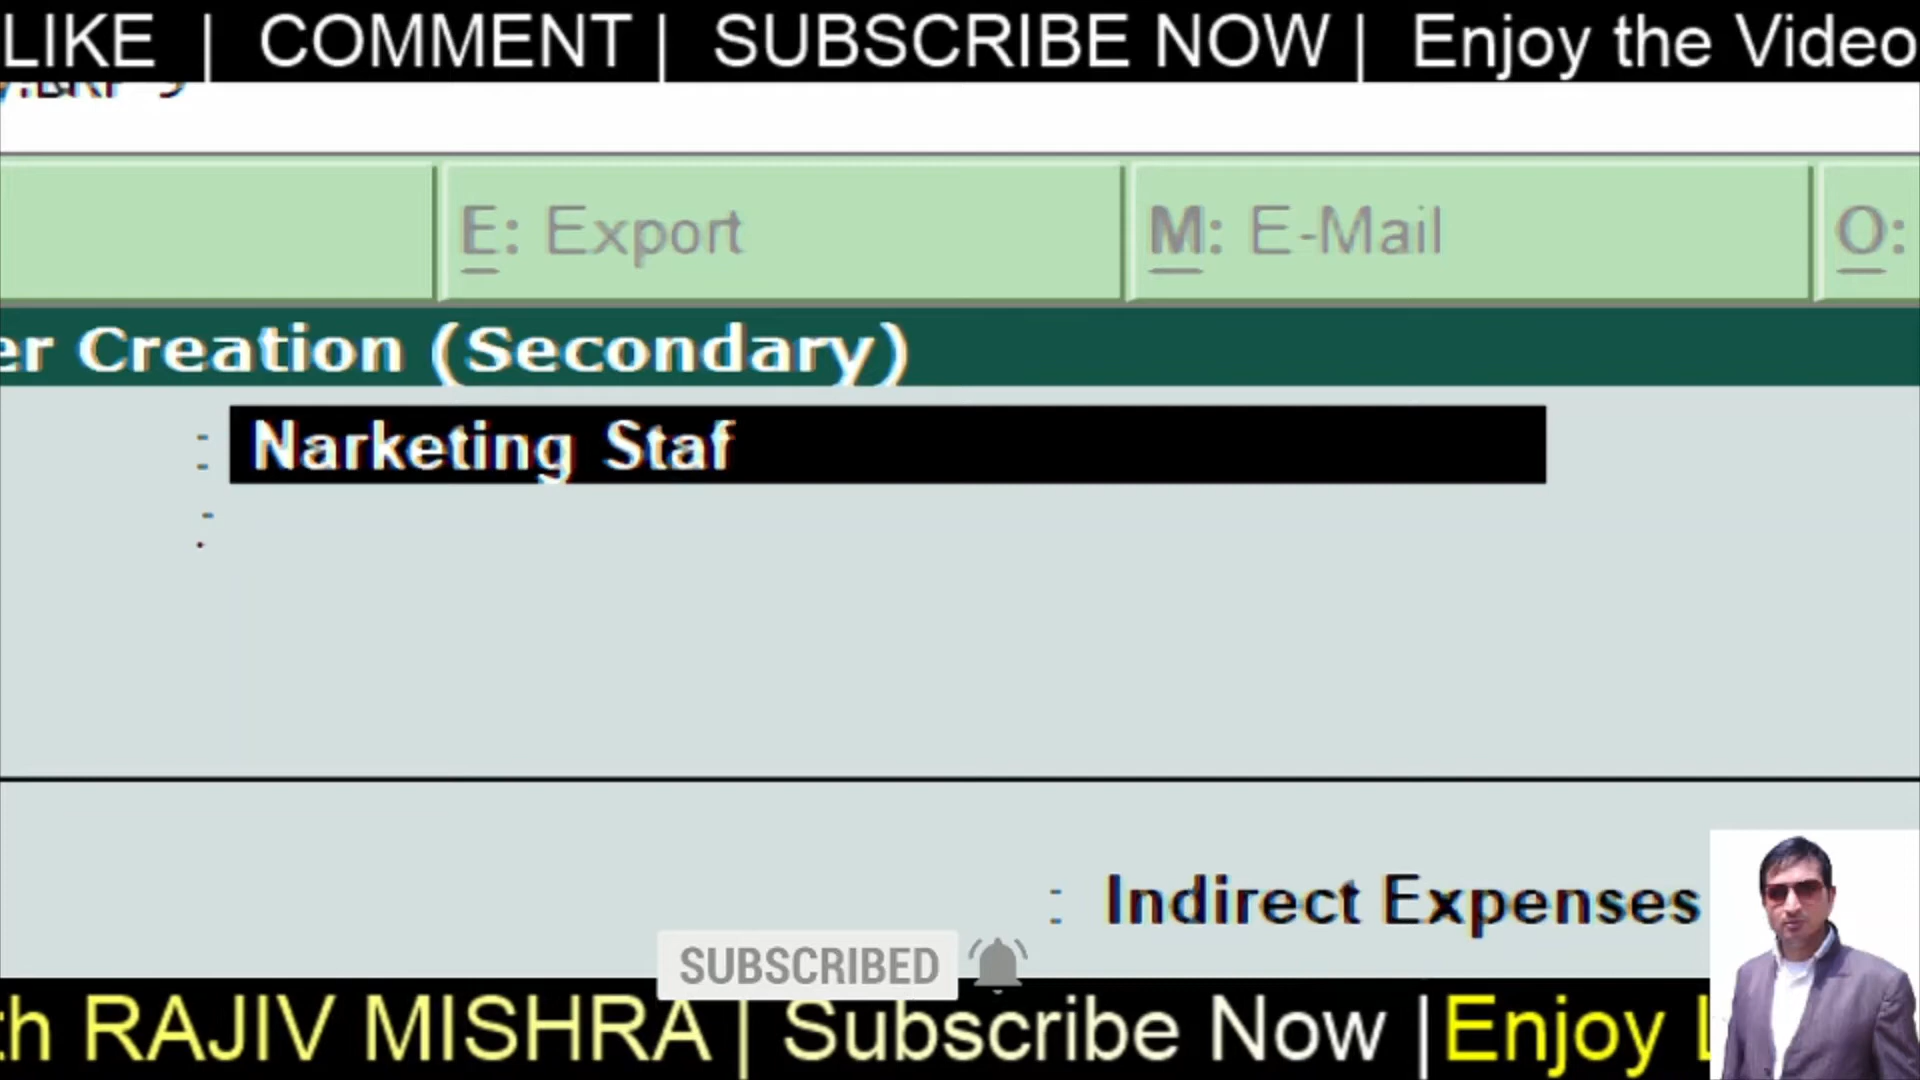 LIKE | COMMENT | SUBSCRIBE NOW | Enjoy the Video
E: Export
M: E-Mail
O:
er Creation (Secondary)
: Narketing Staf
:
: Indirect Expenses
SUBSCRIBED
th RAJIV MISHRA | Subscribe Now | Enjoy L